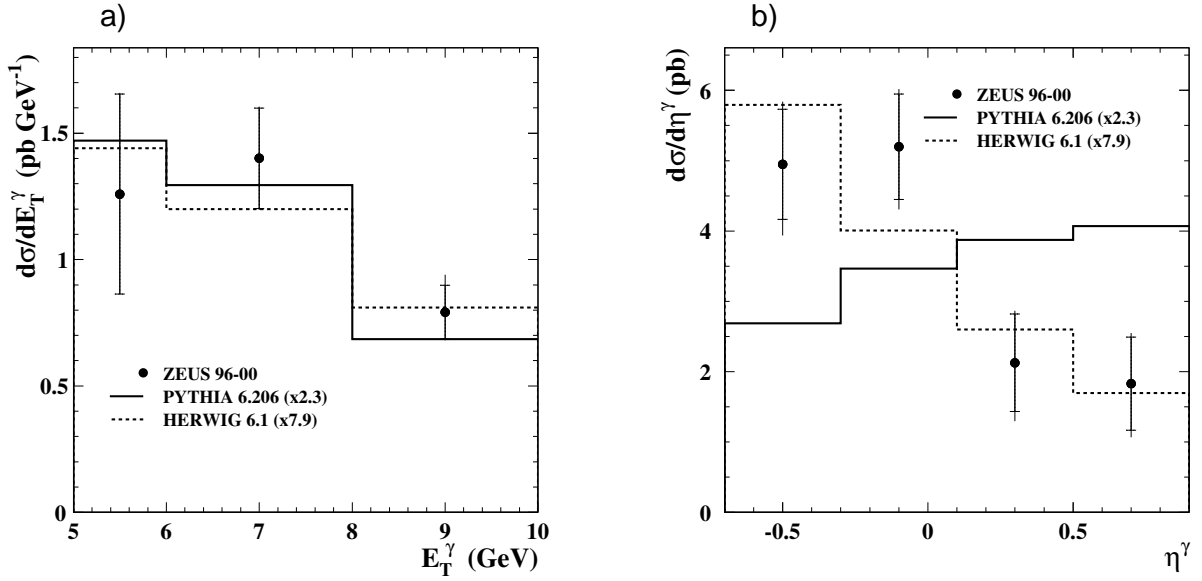 a)
dσ/dE_T^γ (pb GeV^-1)
1.5
1
0.5
0
ZEUS 96-00
PYTHIA 6.206 (x2.3)
HERWIG 6.1 (x7.9)
5 6 7 8 9 10
E_T^γ (GeV)
b)
dσ/dη^γ (pb)
6
4
2
0
ZEUS 96-00
PYTHIA 6.206 (x2.3)
HERWIG 6.1 (x7.9)
-0.5 0 0.5
η^γ